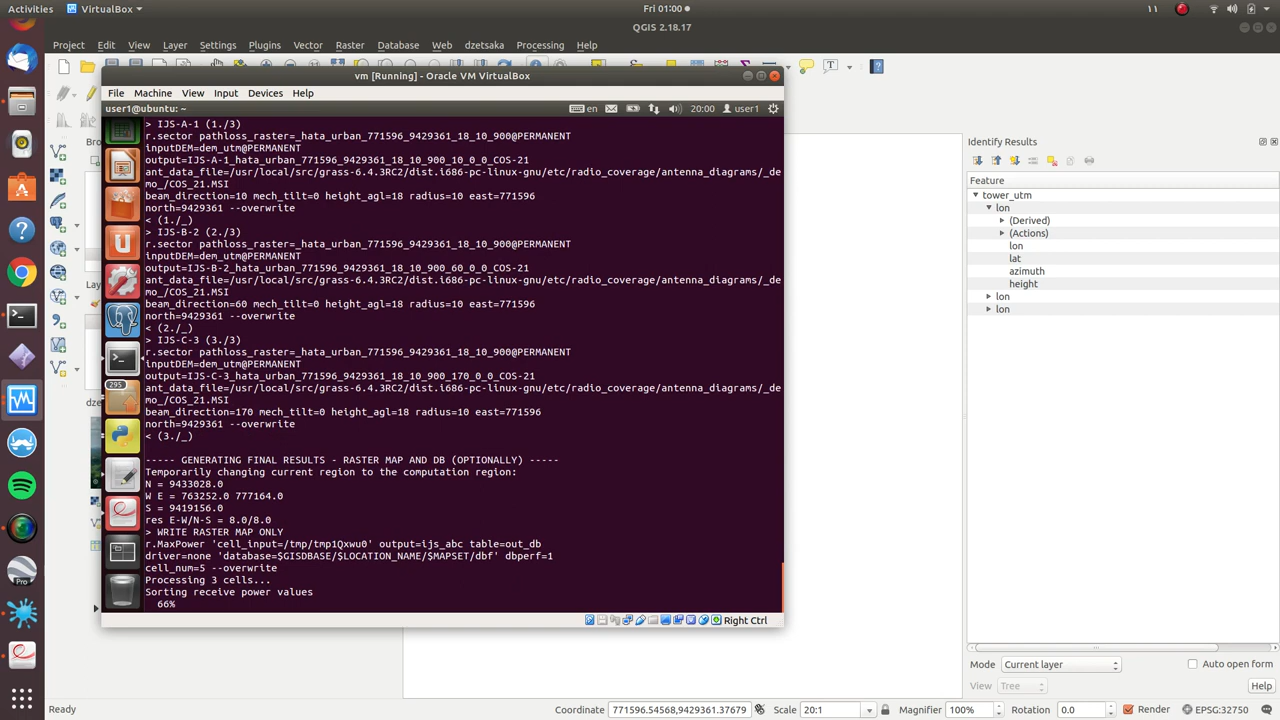 Activities
VirtualBox
Fri 01:00
QGIS 2.18.17
Project Edit View Layer Settings Plugins Vector Raster Database Web dzetsaka Processing Help
vm [Running] - Oracle VM VirtualBox
File Machine View Input Devices Help
user1@ubuntu: ~
en
20:00
user1
> IJS-A-1 (1./3)
r.sector pathloss_raster=_hata_urban_771596_9429361_18_10_900@PERMANENT
inputDEM=dem_utm@PERMANENT
output=IJS-A-1_hata_urban_771596_9429361_18_10_900_10_0_0_COS-21
ant_data_file=/usr/local/src/grass-6.4.3RC2/dist.i686-pc-linux-gnu/etc/radio_coverage/antenna_diagrams/_de
mo_/COS_21.MSI
beam_direction=10 mech_tilt=0 height_agl=18 radius=10 east=771596
north=9429361 --overwrite
< (1./_)
> IJS-B-2 (2./3)
r.sector pathloss_raster=_hata_urban_771596_9429361_18_10_900@PERMANENT
inputDEM=dem_utm@PERMANENT
output=IJS-B-2_hata_urban_771596_9429361_18_10_900_60_0_0_COS-21
ant_data_file=/usr/local/src/grass-6.4.3RC2/dist.i686-pc-linux-gnu/etc/radio_coverage/antenna_diagrams/_de
mo_/COS_21.MSI
beam_direction=60 mech_tilt=0 height_agl=18 radius=10 east=771596
north=9429361 --overwrite
< (2./_)
> IJS-C-3 (3./3)
r.sector pathloss_raster=_hata_urban_771596_9429361_18_10_900@PERMANENT
inputDEM=dem_utm@PERMANENT
output=IJS-C-3_hata_urban_771596_9429361_18_10_900_170_0_0_COS-21
ant_data_file=/usr/local/src/grass-6.4.3RC2/dist.i686-pc-linux-gnu/etc/radio_coverage/antenna_diagrams/_de
mo_/COS_21.MSI
beam_direction=170 mech_tilt=0 height_agl=18 radius=10 east=771596
north=9429361 --overwrite
< (3./_)
----- GENERATING FINAL RESULTS - RASTER MAP AND DB (OPTIONALLY) -----
Temporarily changing current region to the computation region:
N = 9433028.0
W E = 763252.0 777164.0
S = 9419156.0
res E-W/N-S = 8.0/8.0
> WRITE RASTER MAP ONLY
r.MaxPower 'cell_input=/tmp/tmp1Qxwu0' output=ijs_abc table=out_db
driver=none 'database=$GISDBASE/$LOCATION_NAME/$MAPSET/dbf' dbperf=1
cell_num=5 --overwrite
Processing 3 cells...
Sorting receive power values
66%
295
Right Ctrl
Bro
Lay
dze
Pro
Identify Results
Feature
tower_utm
lon
(Derived)
(Actions)
lon
lat
azimuth
height
lon
lon
Mode Current layer Auto open form
View Tree Help
Ready
Coordinate 771596.54568,9429361.37679 Scale 20:1 Magnifier 100% Rotation 0.0 Render EPSG:32750